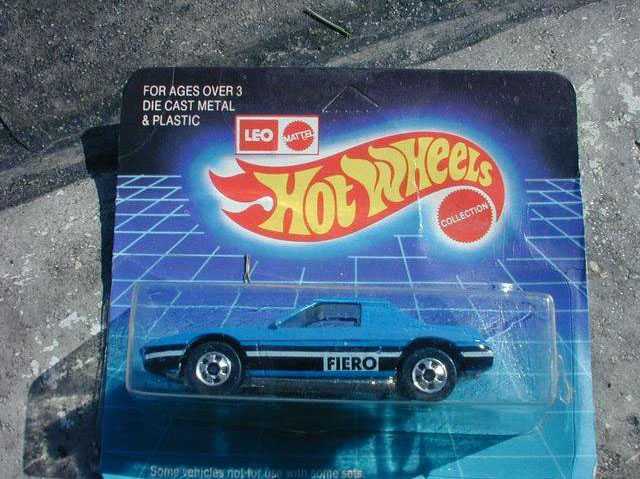 FOR AGES OVER 3
DIE CAST METAL
& PLASTIC
LEO MATTEL
HOT WHEELS
COLLECTION
FIERO
Some vehicles not for use with some sets